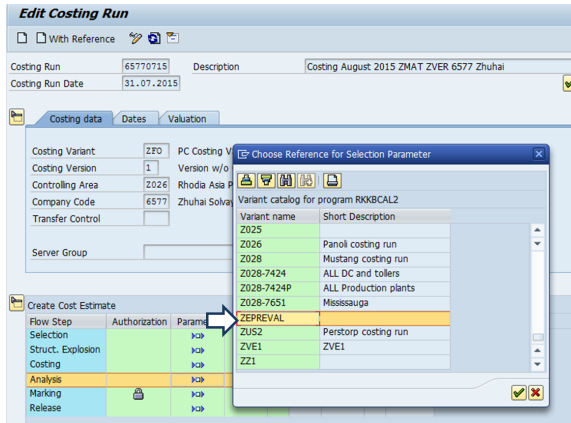 Edit Costing Run
With Reference
Costing Run 65770715 Description Costing August 2015 ZMAT ZVER 6577 Zhuhai
Costing Run Date 31.07.2015
Costing data Dates Valuation
Costing Variant ZFO PC Costing V
Costing Version 1 Version w/o
Controlling Area Z026 Rhodia Asia P
Company Code 6577 Zhuhai Solvay
Transfer Control
Server Group
Create Cost Estimate
Flow Step Authorization Parame
Selection
Struct. Explosion
Costing
Analysis
Marking
Release
Choose Reference for Selection Parameter
Variant catalog for program RKKBCAL2
Variant name Short Description
Z025
Z026 Panoli costing run
Z028 Mustang costing run
Z028-7424 ALL DC and tollers
Z028-7424P ALL Production plants
Z028-7651 Mississauga
ZEPREVAL
ZUS2 Perstorp costing run
ZVE1 ZVE1
ZZ1